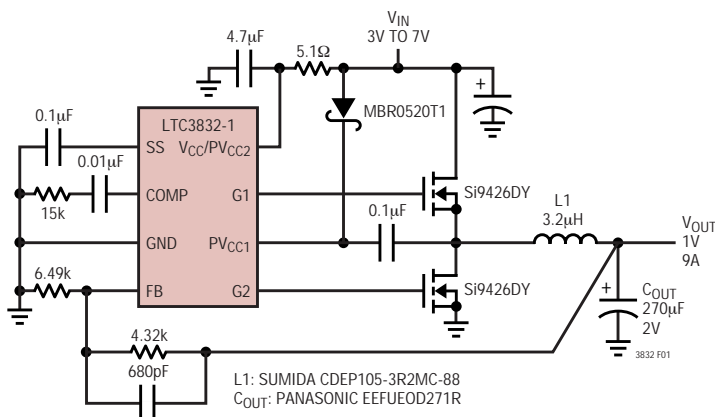 V_IN
3V TO 7V
4.7µF
5.1Ω
MBR0520T1
+
0.1µF
LTC3832-1
SS
V_CC/PV_CC2
0.01µF
COMP
G1
Si9426DY
15k
0.1µF
L1
3.2µH
V_OUT
1V
9A
GND
PV_CC1
6.49k
FB
G2
Si9426DY
+
C_OUT
270µF
2V
4.32k
680pF
3832 F01
L1: SUMIDA CDEP105-3R2MC-88
C_OUT: PANASONIC EEFUEOD271R